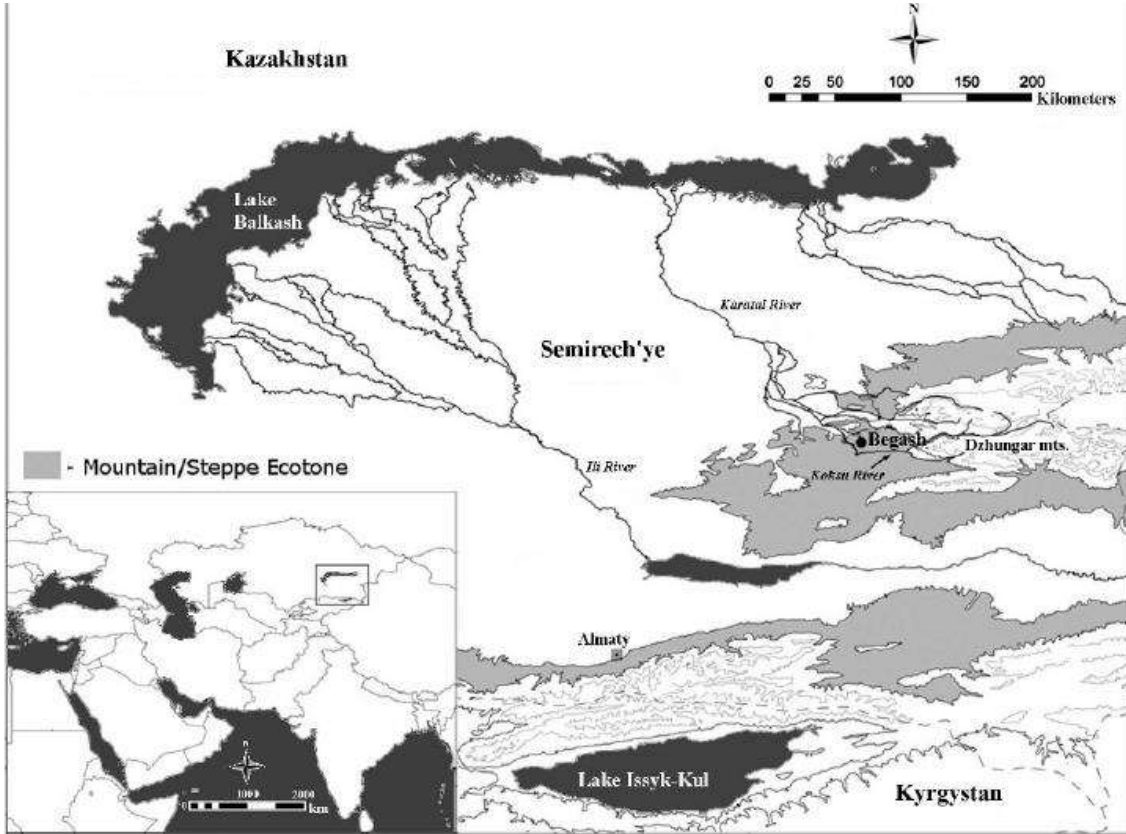 N
Kazakhstan
0 25 50 100 150 200
Kilometers
Lake
Balkash
Karatal River
Semirech'ye
Begash
Dzhungar mts.
- Mountain/Steppe Ecotone
Ili River
Koksu River
Almaty
Lake Issyk-Kul
Kyrgystan
N
0 1000 2000
km